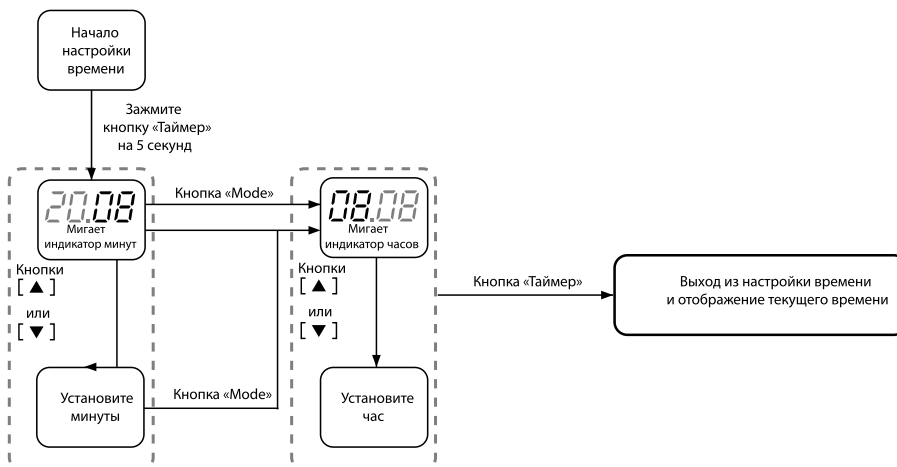 Начало
настройки
времени
Зажмите
кнопку «Таймер»
на 5 секунд
20.08
Мигает
индикатор минут
Кнопка «Mode»
08.08
Мигает
индикатор часов
Кнопки
[▲]
или
[▼]
Кнопки
[▲]
или
[▼]
Кнопка «Таймер»
Выход из настройки времени
и отображение текущего времени
Установите
минуты
Кнопка «Mode»
Установите
час